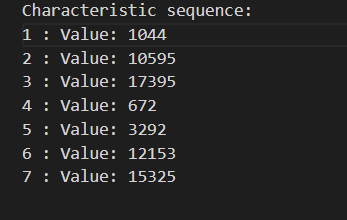 Characteristic sequence:
1 : Value: 1044
2 : Value: 10595
3 : Value: 17395
4 : Value: 672
5 : Value: 3292
6 : Value: 12153
7 : Value: 15325